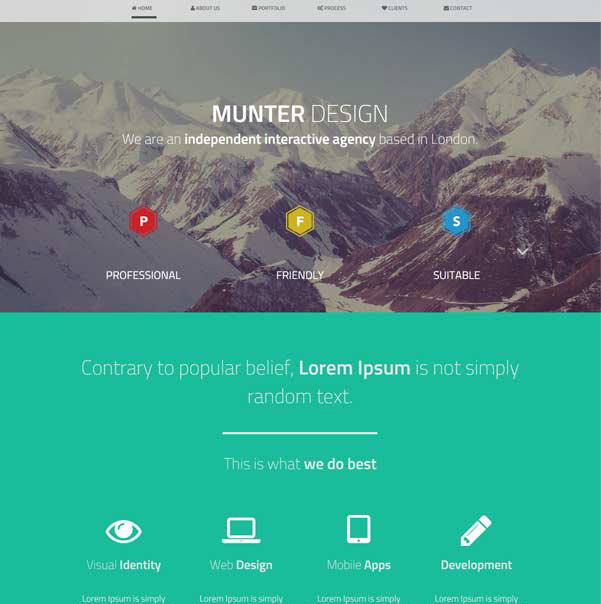 HOME ABOUT US PORTFOLIO PROCESS CLIENTS CONTACT
MUNTER DESIGN
We are an independent interactive agency based in London.
P F S
PROFESSIONAL FRIENDLY SUITABLE
Contrary to popular belief, Lorem Ipsum is not simply
random text.
This is what we do best
Visual Identity Web Design Mobile Apps Development
Lorem Ipsum is simply Lorem Ipsum is simply Lorem Ipsum is simply Lorem Ipsum is simply